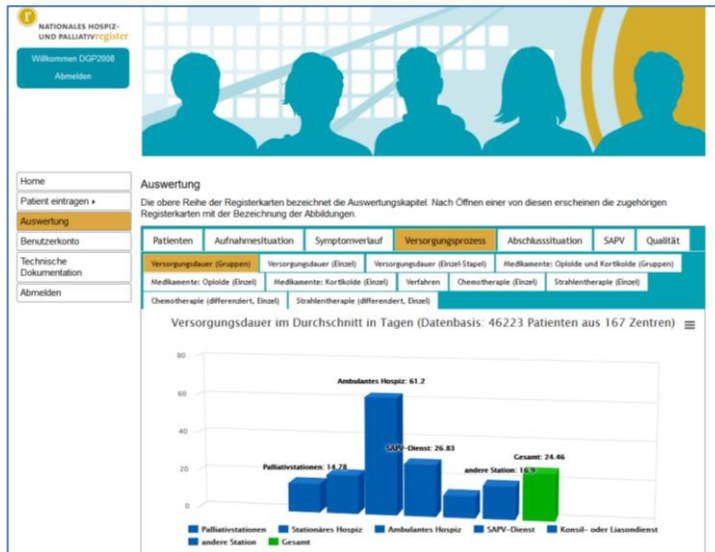 r
NATIONALES HOSPIZ-
UND PALLIATIVregister
Willkommen DGP2008
Abmelden
Home
Patient eintragen
Auswertung
Benutzerkonto
Technische
Dokumentation
Abmelden
Auswertung
Die obere Reihe der Registerkarten bezeichnet die Auswertungskapitel. Nach Öffnen einer von diesen erscheinen die zugehörigen
Registerkarten mit der Bezeichnung der Abbildungen.
Patienten Aufnahmesituation Symptomverlauf Versorgungsprozess Abschlusssituation SAPV Qualität
Versorgungsdauer (Gruppen) Versorgungsdauer (Einzel) Versorgungsdauer (Einzel-Stapel) Medikamente: Opioide und Kortikoide (Gruppen)
Medikamente: Opioide (Einzel) Medikamente: Kortikoide (Einzel) Verfahren Chemotherapie (Einzel) Strahlentherapie (Einzel)
Chemotherapie (differenziert, Einzel) Strahlentherapie (differenziert, Einzel)
Versorgungsdauer im Durchschnitt in Tagen (Datenbasis: 46223 Patienten aus 167 Zentren)
80
60
40
20
0
Ambulantes Hospiz: 61.2
SAPV-Dienst: 26.83
Gesamt: 24.46
Palliativstationen: 14.78
andere Station: 16.9
Palliativstationen Stationäres Hospiz Ambulantes Hospiz SAPV-Dienst Konsil- oder Liasondienst
andere Station Gesamt